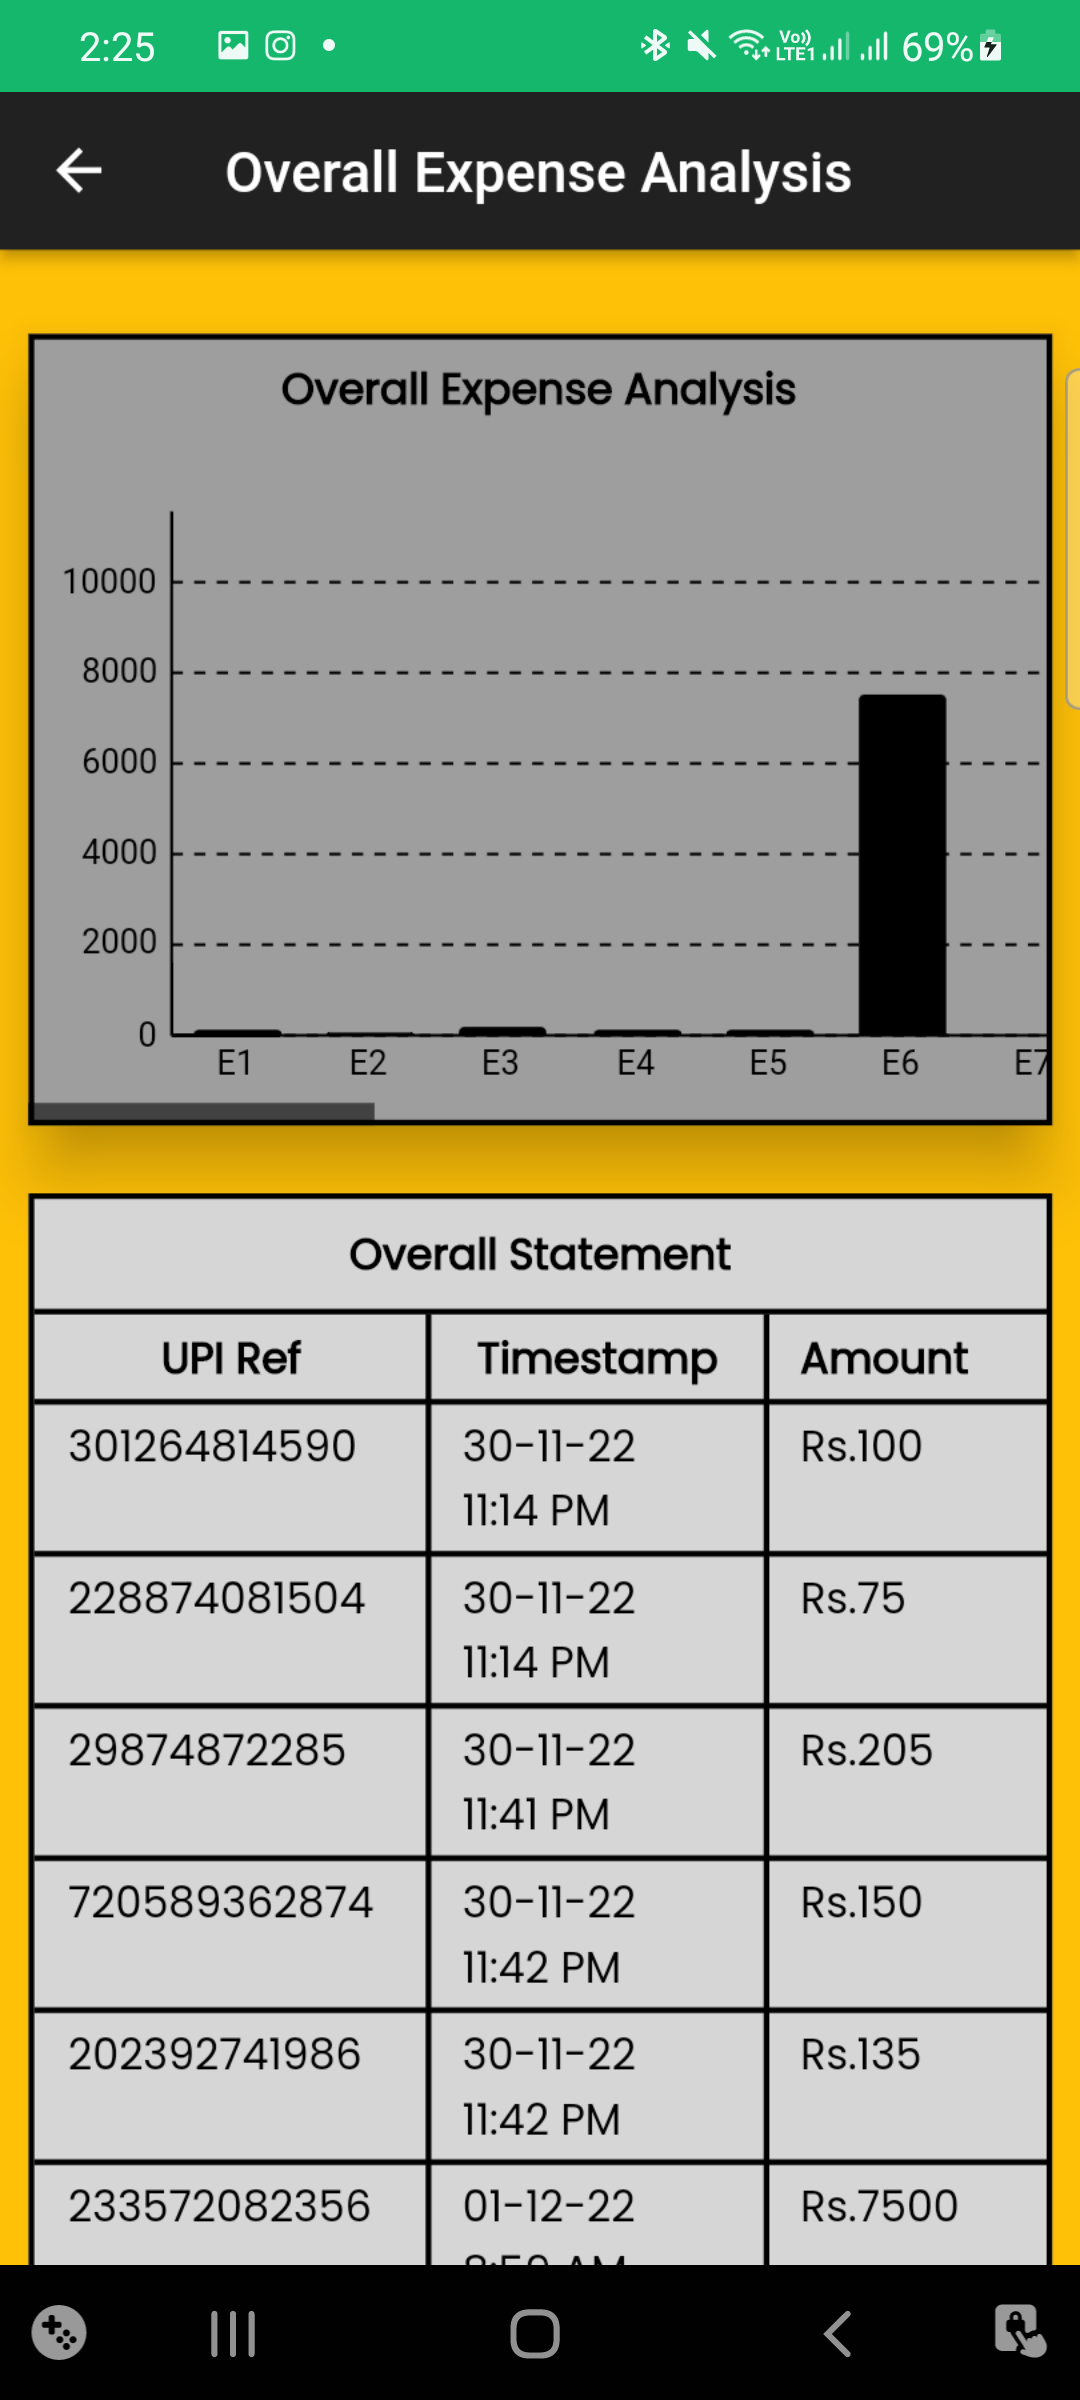 2:25
Vo))
LTE1
69%
Overall Expense Analysis
Overall Expense Analysis
10000
8000
6000
4000
2000
0
E1 E2 E3 E4 E5 E6 E7
Overall Statement
UPI Ref Timestamp Amount
301264814590 30-11-22 Rs.100
11:14 PM
228874081504 30-11-22 Rs.75
11:14 PM
29874872285 30-11-22 Rs.205
11:41 PM
720589362874 30-11-22 Rs.150
11:42 PM
202392741986 30-11-22 Rs.135
11:42 PM
233572082356 01-12-22 Rs.7500